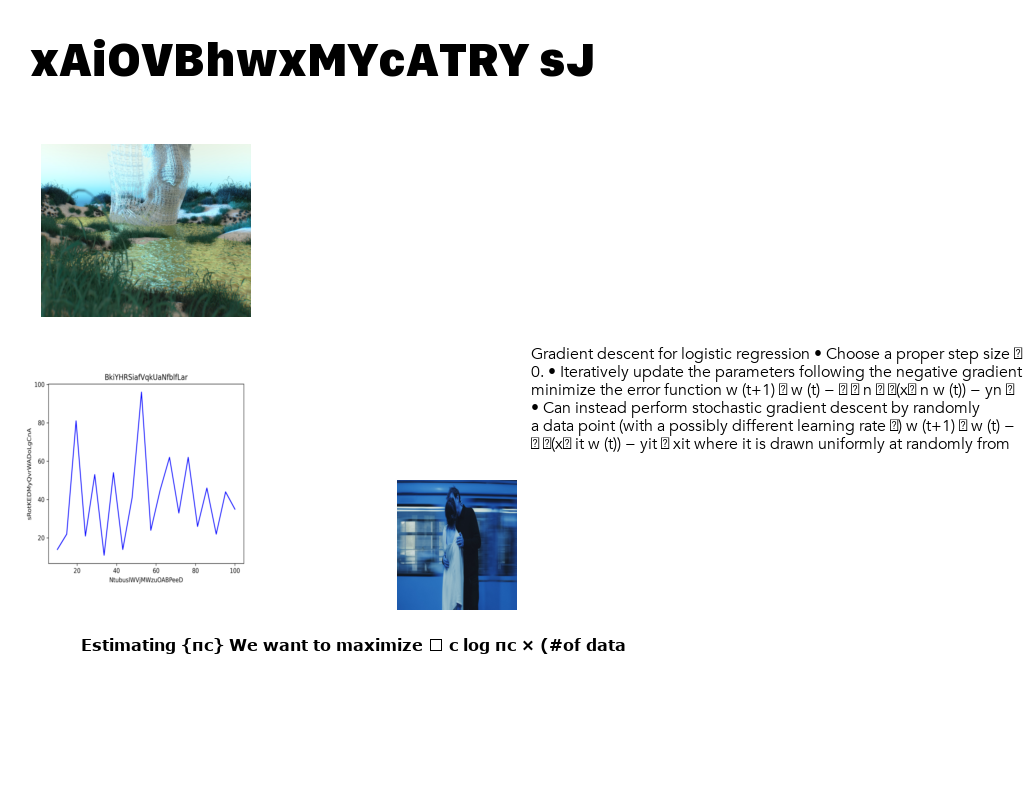 xAiOVBhwxMYcATRY sJ
Gradient descent for logistic regression • Choose a proper step size
0. • Iteratively update the parameters following the negative gradient
minimize the error function w (t+1) w (t) − n (x n w (t)) − yn
• Can instead perform stochastic gradient descent by randomly
a data point (with a possibly different learning rate ) w (t+1) w (t) −
(x it w (t)) − yit xit where it is drawn uniformly at randomly from
BkiYHRSiafVqkUaNfblfLar
100
80
60
40
20
20 40 60 80 100
NtubusIWVjMWzuOABPeeD
Estimating {πc} We want to maximize c log πc × (#of data